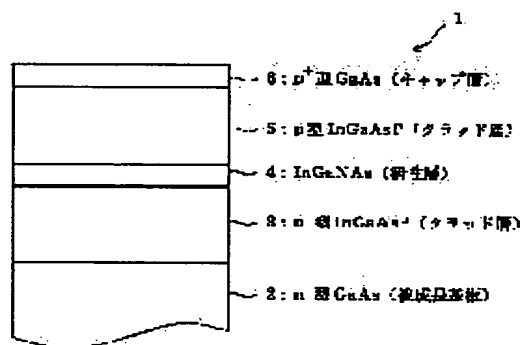 1
6：p⁺型GaAs（キャップ層）
5：p型InGaAsP（クラッド層）
4：InGaNAs（活性層）
3：n型InGaAsP（クラッド層）
2：n型GaAs（被成長基板）